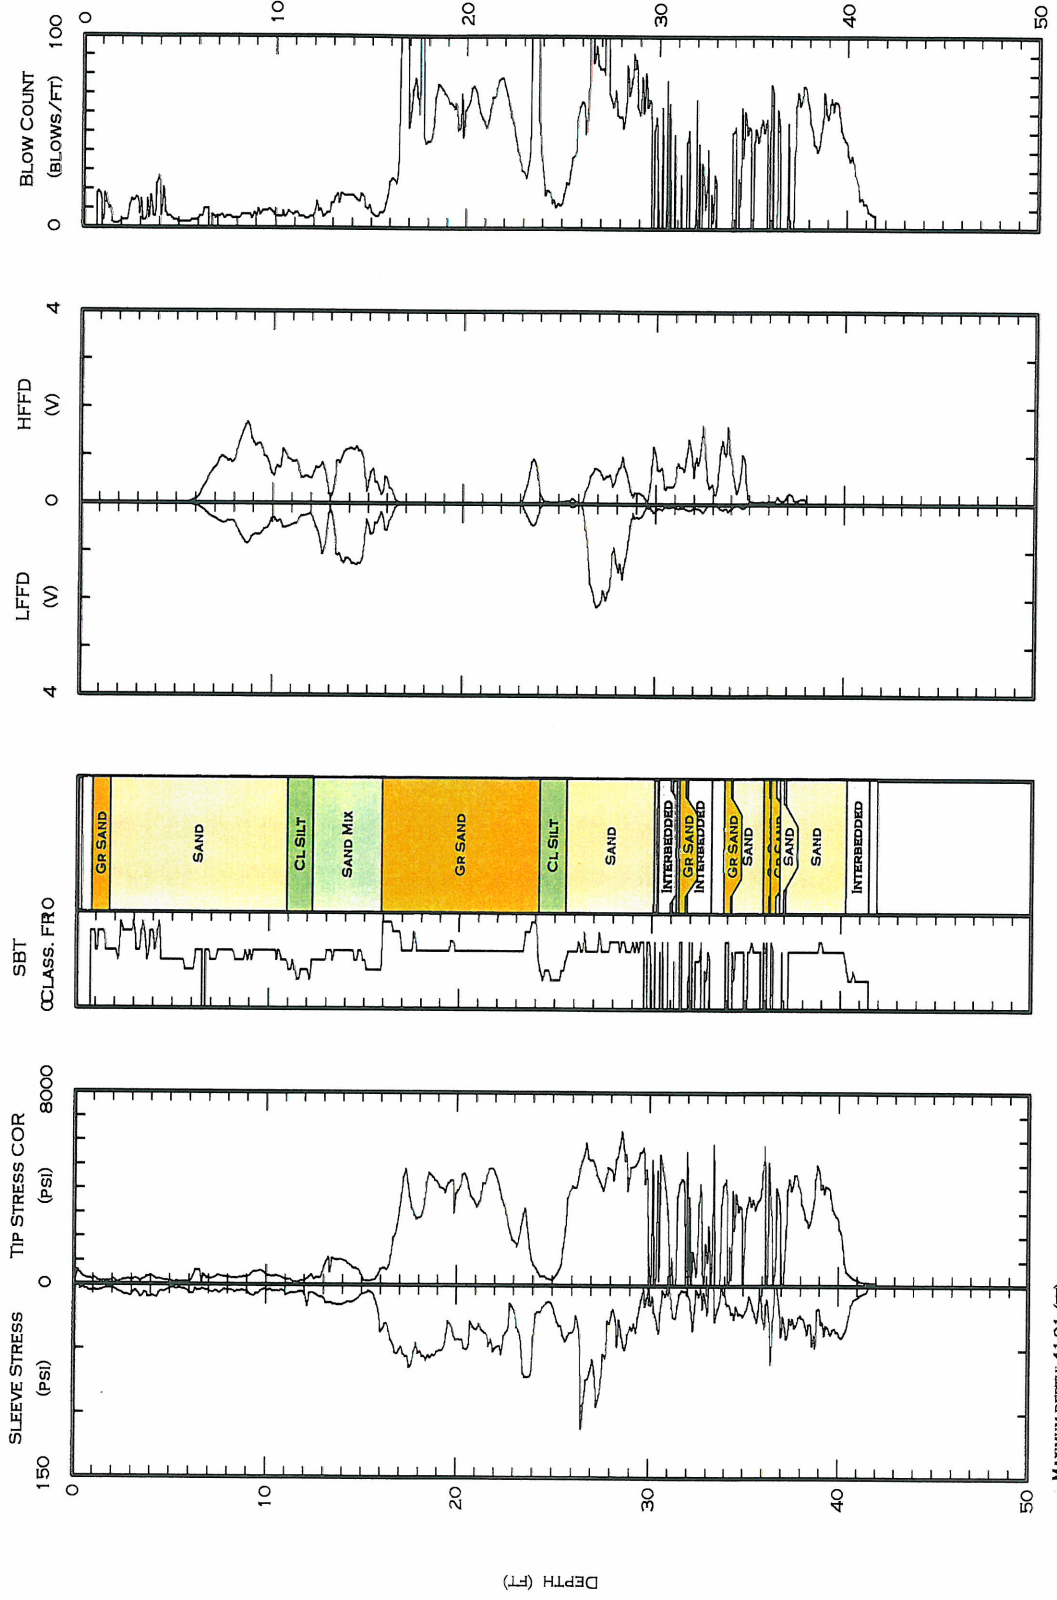 SLEEVE STRESS
(PSI)
TIP STRESS COR
(PSI)
SBT
CLASS. FRO
LFFD
(V)
HFFD
(V)
BLOW COUNT
(BLOWS/FT)
150
0
8000
0
4
0
4
0
100
0
10
20
30
40
50
0
10
20
30
40
50
DEPTH (FT)
GR SAND
SAND
CL SILT
SAND MIX
GR SAND
CL SILT
SAND
INTERBEDDED
GR SAND
INTERBEDDED
GR SAND
SAND
GR SAND
SAND
SAND
INTERBEDDED